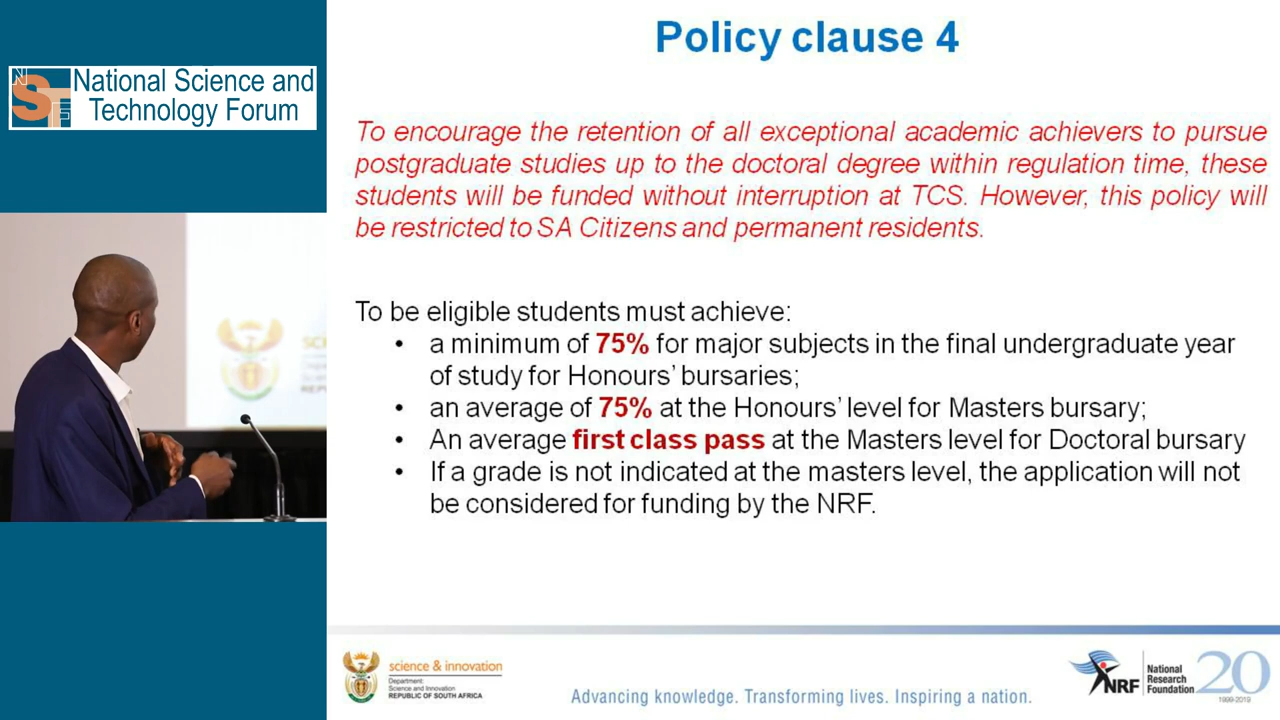 Policy clause 4
National Science and
Technology Forum
NSTF
To encourage the retention of all exceptional academic achievers to pursue
postgraduate studies up to the doctoral degree within regulation time, these
students will be funded without interruption at TCS. However, this policy will
be restricted to SA Citizens and permanent residents.
To be eligible students must achieve:
• a minimum of 75% for major subjects in the final undergraduate year
of study for Honours' bursaries;
• an average of 75% at the Honours' level for Masters bursary;
• An average first class pass at the Masters level for Doctoral bursary
• If a grade is not indicated at the masters level, the application will not
be considered for funding by the NRF.
science & innovation
Department:
Science and Innovation
REPUBLIC OF SOUTH AFRICA
Advancing knowledge. Transforming lives. Inspiring a nation.
NRF
National
Research
Foundation
20
1999-2019